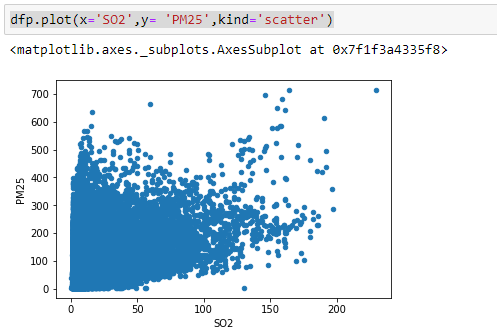 dfp.plot(x='SO2',y= 'PM25',kind='scatter')
<matplotlib.axes._subplots.AxesSubplot at 0x7f1f3a4335f8>
700
600
500
400
300
200
100
0
PM25
0 50 100 150 200
SO2